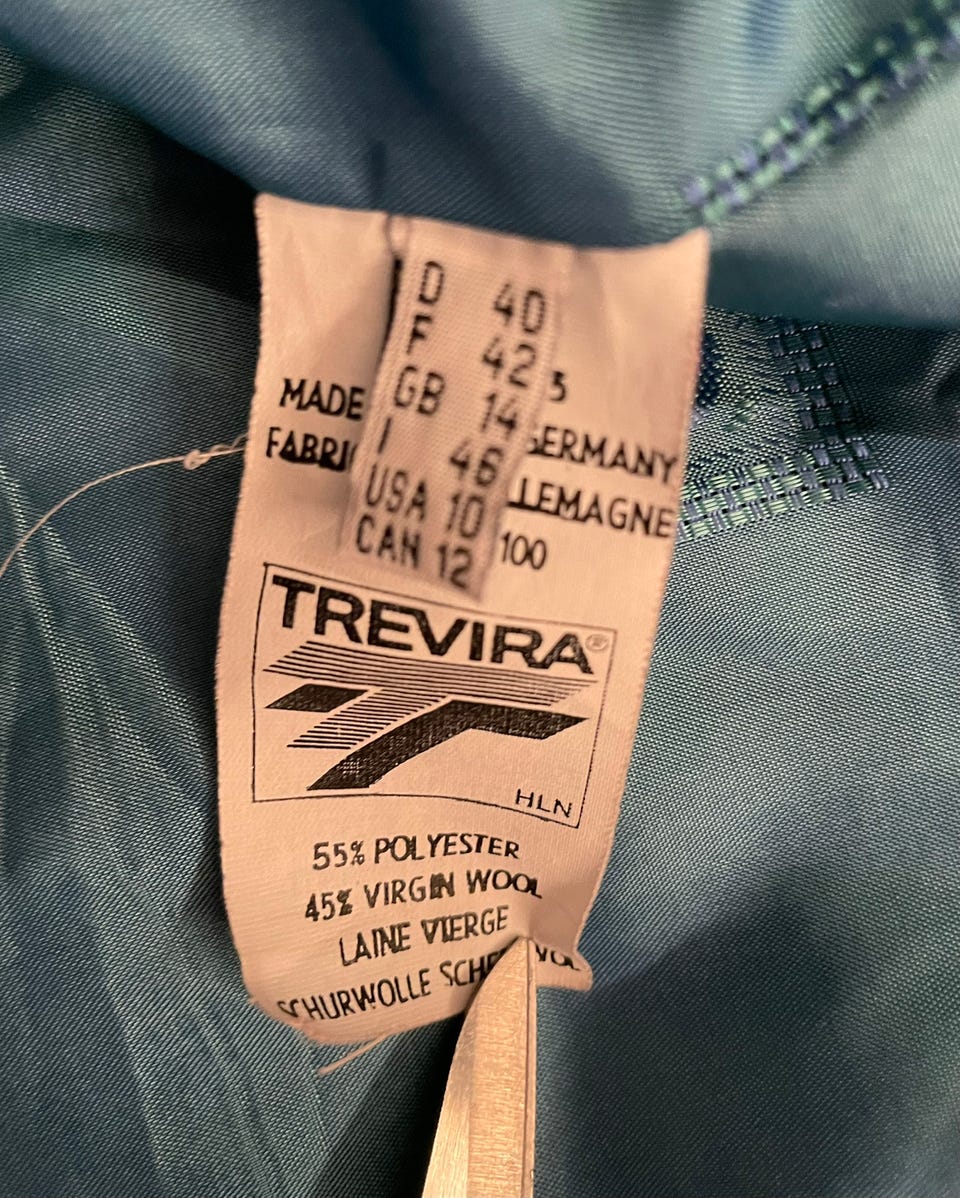 D 40
F 42
GB 14
I 46
USA 10
CAN 12
MADE GERMANY
FABRI LLEMAGNE
100
TREVIRA®
HLN
55% POLYESTER
45% VIRGIN WOOL
LAINE VIERGE
SCHURWOLLE